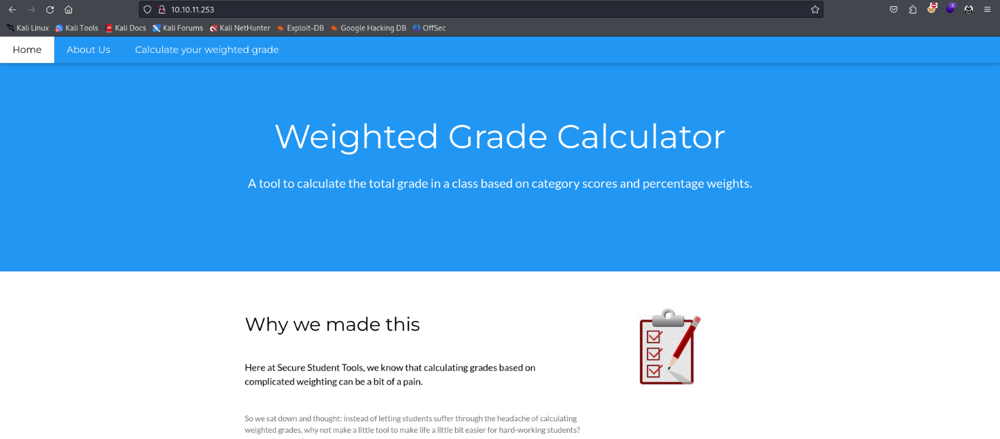 10.10.11.253
4
Kali Linux Kali Tools Kali Docs Kali Forums Kali NetHunter Exploit-DB Google Hacking DB OffSec
Home About Us Calculate your weighted grade
Weighted Grade Calculator
A tool to calculate the total grade in a class based on category scores and percentage weights.
Why we made this
Here at Secure Student Tools, we know that calculating grades based on
complicated weighting can be a bit of a pain.
So we sat down and thought: instead of letting students suffer through the headache of calculating
weighted grades, why not make a little tool to make life a little bit easier for hard-working students?